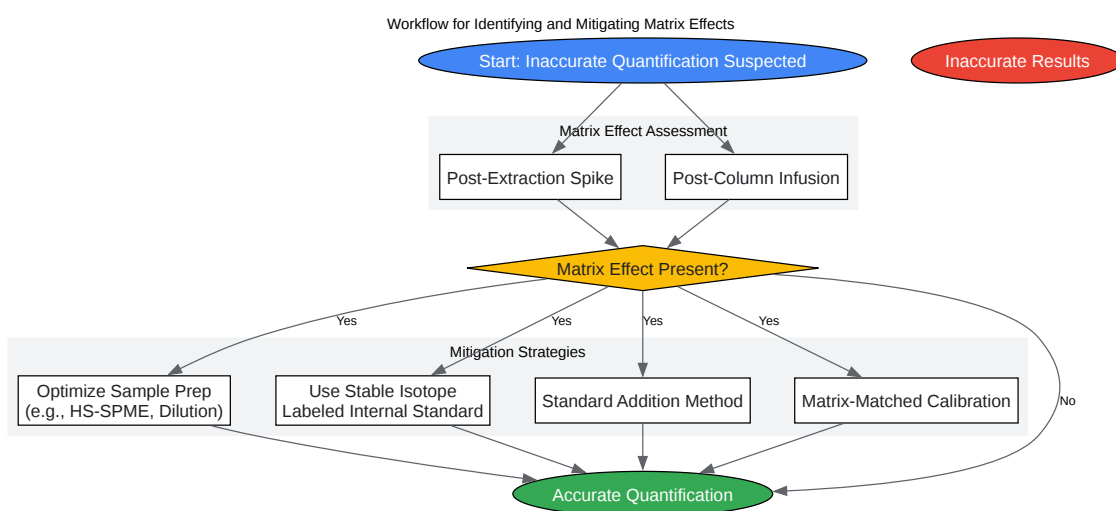 Workflow for Identifying and Mitigating Matrix Effects
Start: Inaccurate Quantification Suspected
Inaccurate Results
Matrix Effect Assessment
Post-Extraction Spike
Post-Column Infusion
Matrix Effect Present?
Yes
Yes
Yes
Yes
Mitigation Strategies
Optimize Sample Prep
(e.g., HS-SPME, Dilution)
Use Stable Isotope
Labeled Internal Standard
Standard Addition Method
Matrix-Matched Calibration
No
Accurate Quantification